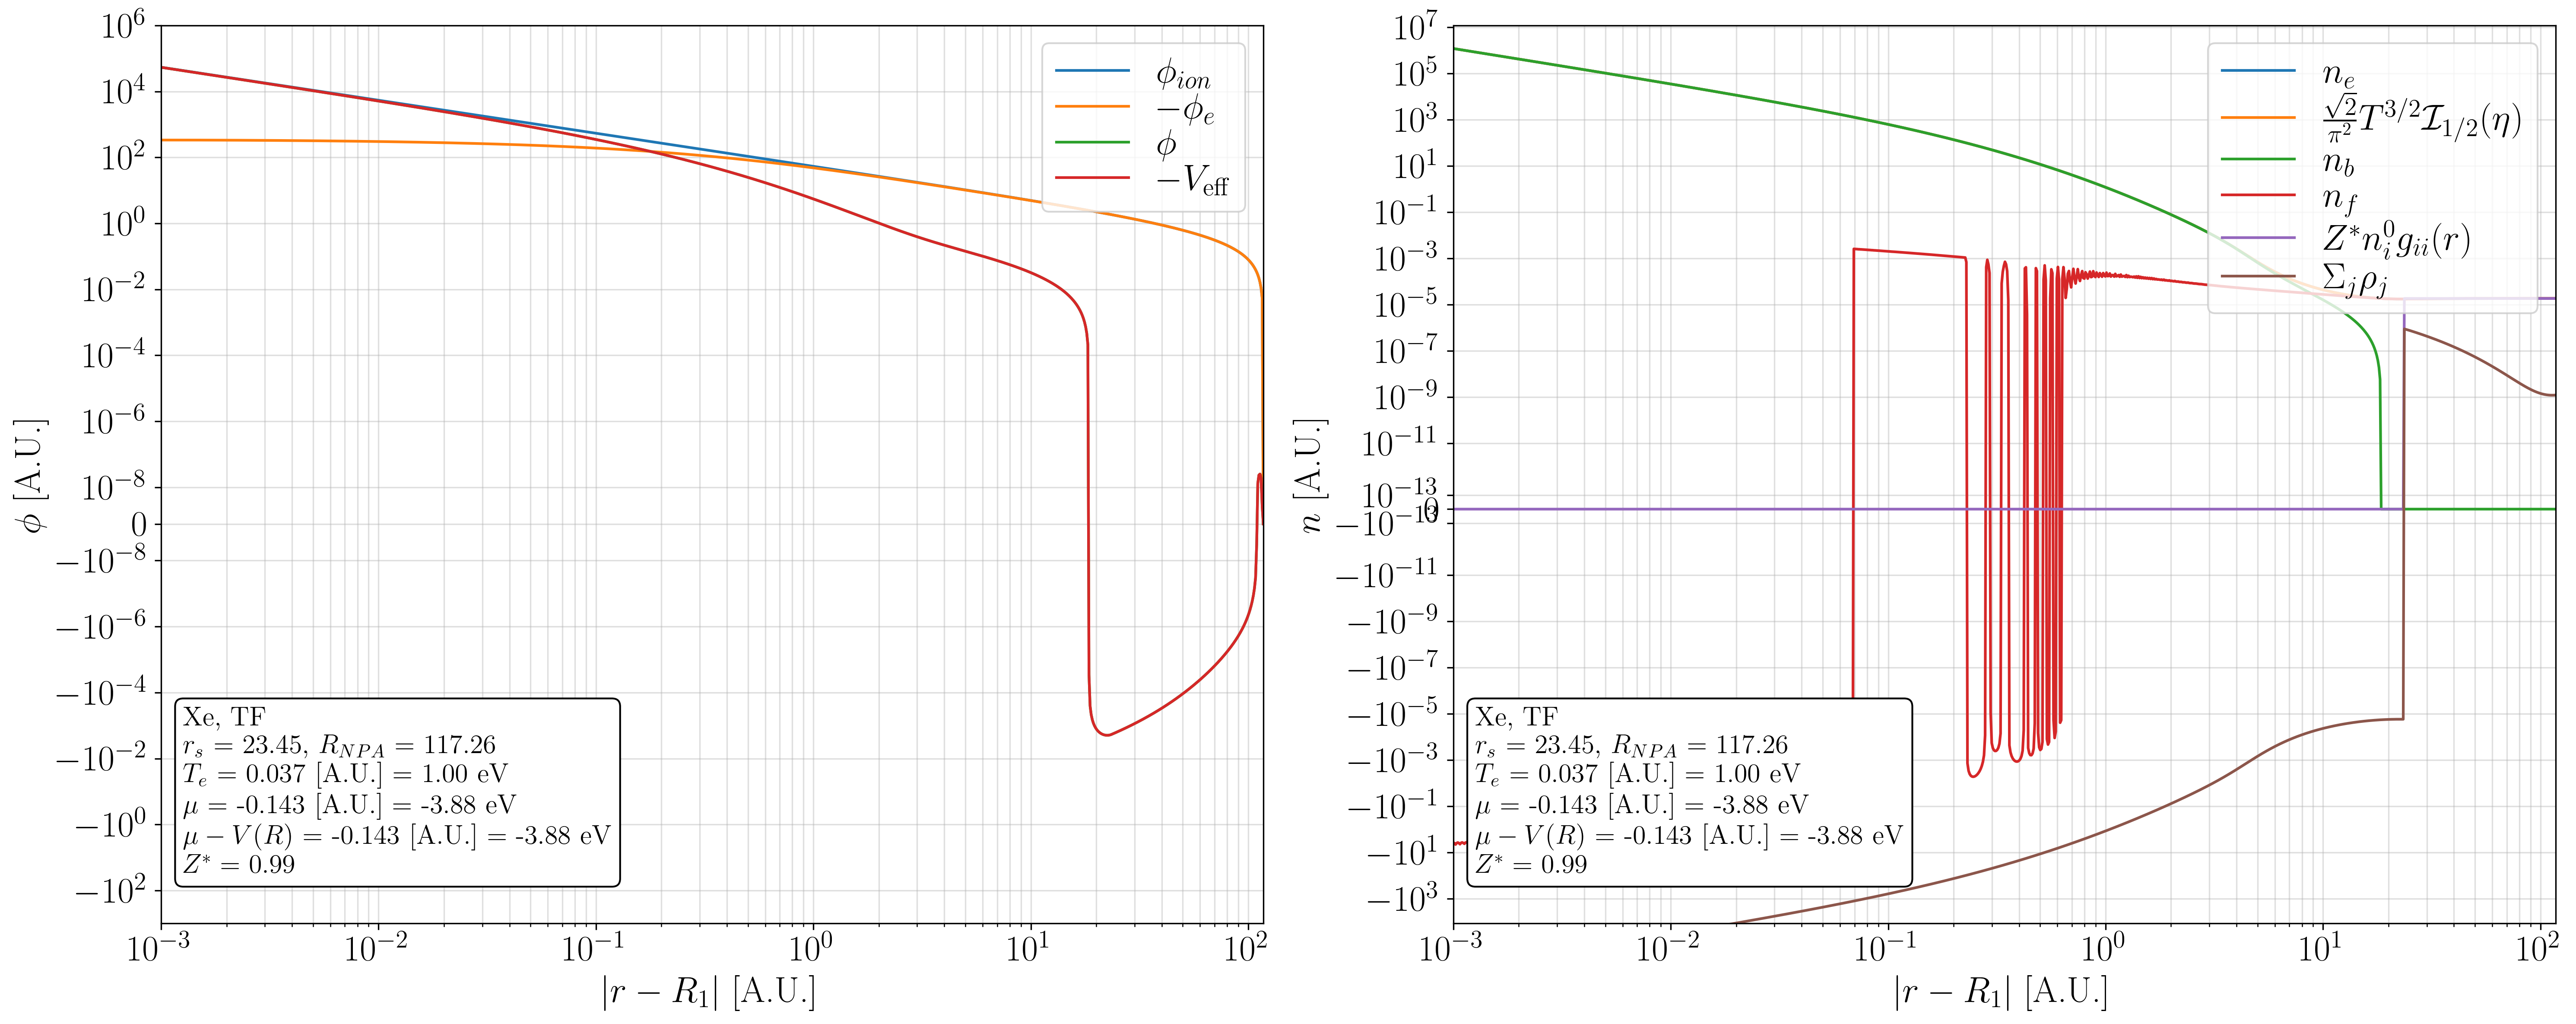 10^6
10^4
10^2
10^0
10^−2
10^−4
10^−6
10^−8
0
−10^−8
−10^−6
−10^−4
−10^−2
−10^0
−10^2
ϕ [A.U.]
ϕ_ion
−ϕ_e
ϕ
−V_eff
Xe, TF
r_s = 23.45, R_NPA = 117.26
T_e = 0.037 [A.U.] = 1.00 eV
μ = -0.143 [A.U.] = -3.88 eV
μ − V(R) = -0.143 [A.U.] = -3.88 eV
Z* = 0.99
10^−3 10^−2 10^−1 10^0 10^1 10^2
|r − R_1| [A.U.]
10^7
10^5
10^3
10^1
10^−1
10^−3
10^−5
10^−7
10^−9
10^−11
10^−13
0
−10^−13
−10^−11
−10^−9
−10^−7
−10^−5
−10^−3
−10^−1
−10^1
−10^3
n [A.U.]
n_e
√2/π^2 T^3/2 I_1/2(η)
n_b
n_f
Z* n_i^0 g_ii(r)
Σ_j ρ_j
Xe, TF
r_s = 23.45, R_NPA = 117.26
T_e = 0.037 [A.U.] = 1.00 eV
μ = -0.143 [A.U.] = -3.88 eV
μ − V(R) = -0.143 [A.U.] = -3.88 eV
Z* = 0.99
10^−3 10^−2 10^−1 10^0 10^1 10^2
|r − R_1| [A.U.]